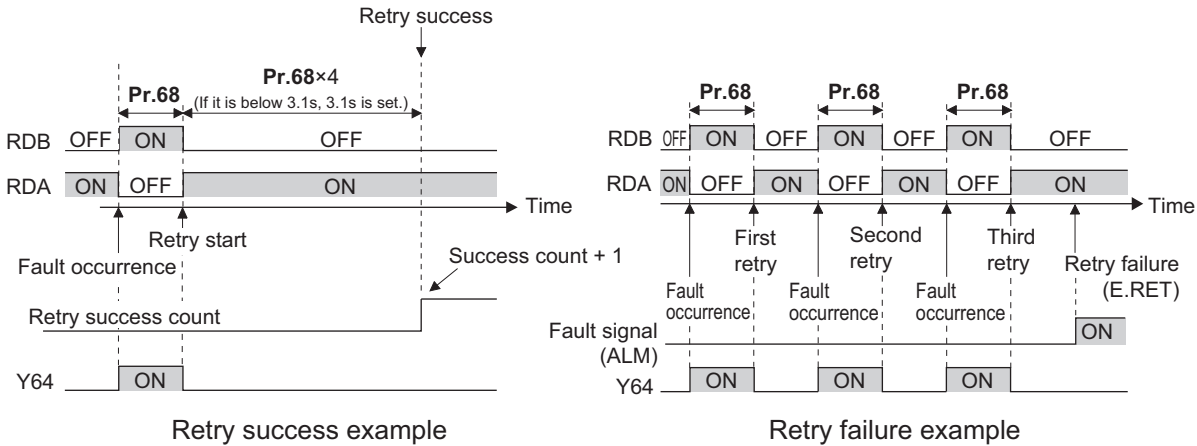 Retry success
Pr.68×4
Pr.68
(If it is below 3.1s, 3.1s is set.)
RDB OFF ON OFF
RDA ON OFF ON
Time
Retry start
Fault occurrence
Success count + 1
Retry success count
Y64 ON
Retry success example
Pr.68 Pr.68 Pr.68
RDB OFF ON OFF ON OFF ON OFF
RDA ON OFF ON OFF ON OFF ON
Time
First
retry
Second
retry
Third
retry
Retry failure
(E.RET)
Fault
occurrence
Fault
occurrence
Fault
occurrence
Fault signal
(ALM)
ON
Y64 ON ON ON
Retry failure example